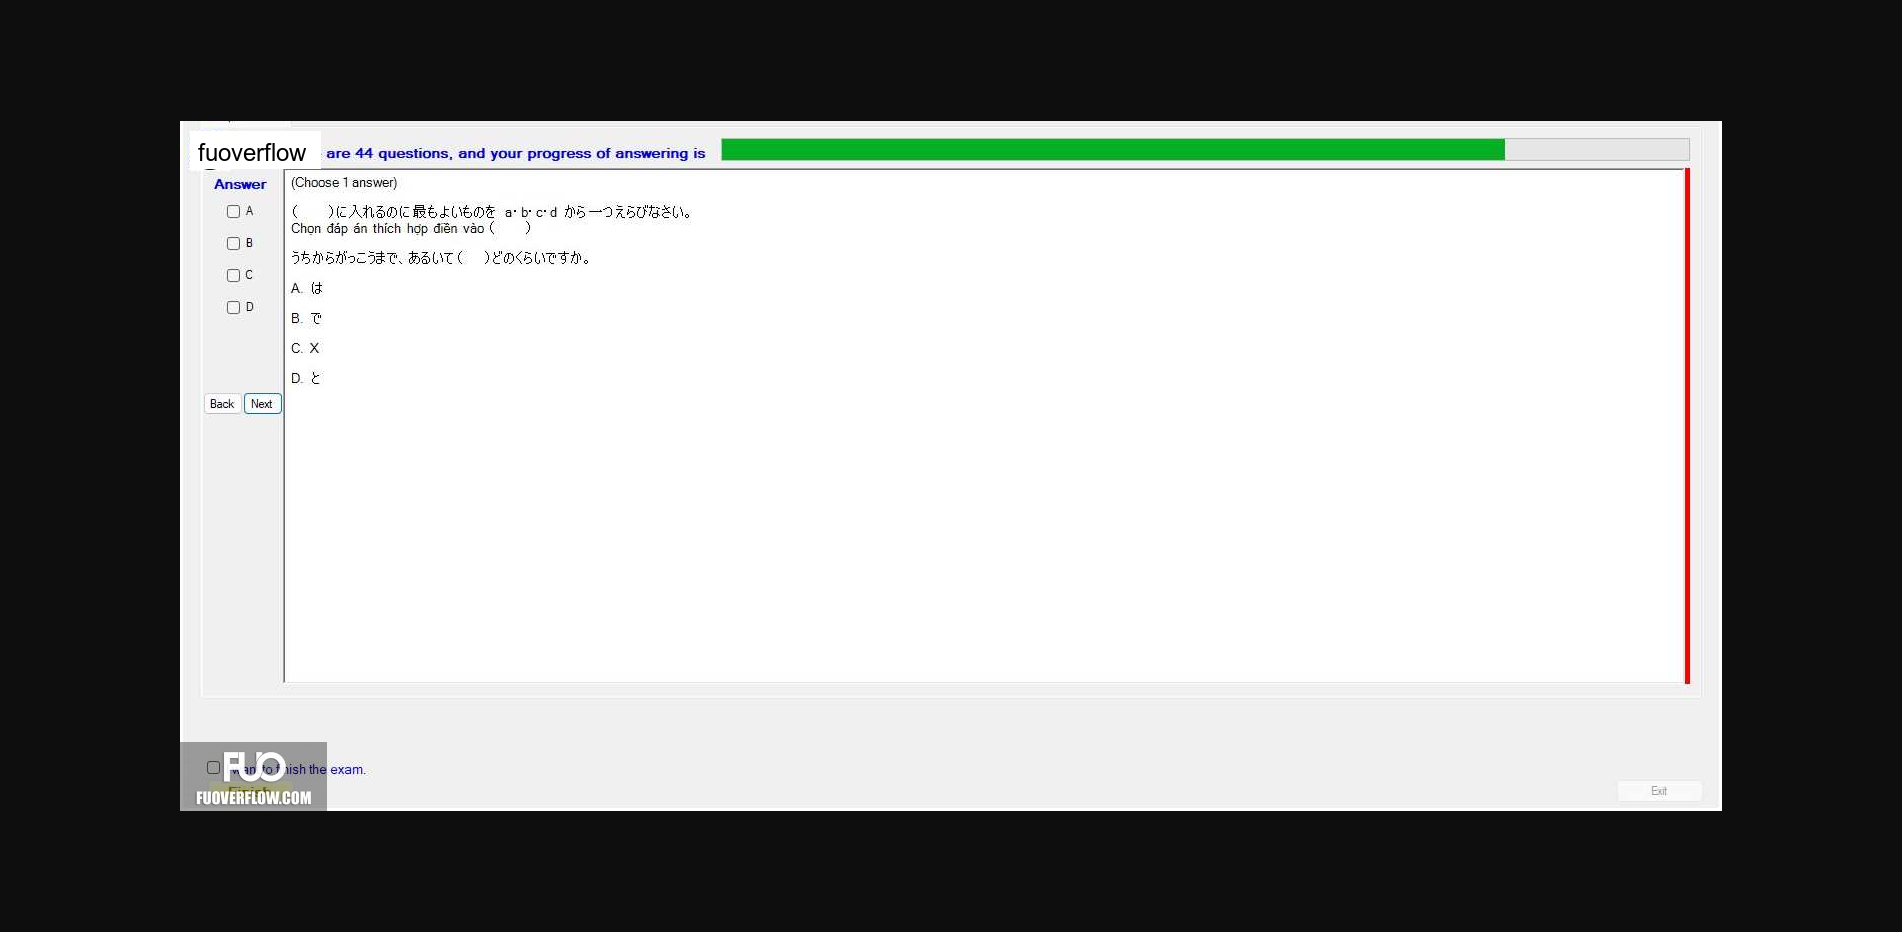 fuoverflow are 44 questions, and your progress of answering is
Answer
(Choose 1 answer)
A
B
C
D
Back Next
(　　)に入れるのに最もよいものを a･b･c･d から一つえらびなさい。
Chọn đáp án thích hợp điền vào (　　)
うちからがっこうまで、あるいて(　 )どのくらいですか。
A. は
B. で
C. X
D. と
want to finish the exam.
Finish
FUO
FUOVERFLOW.COM
Exit